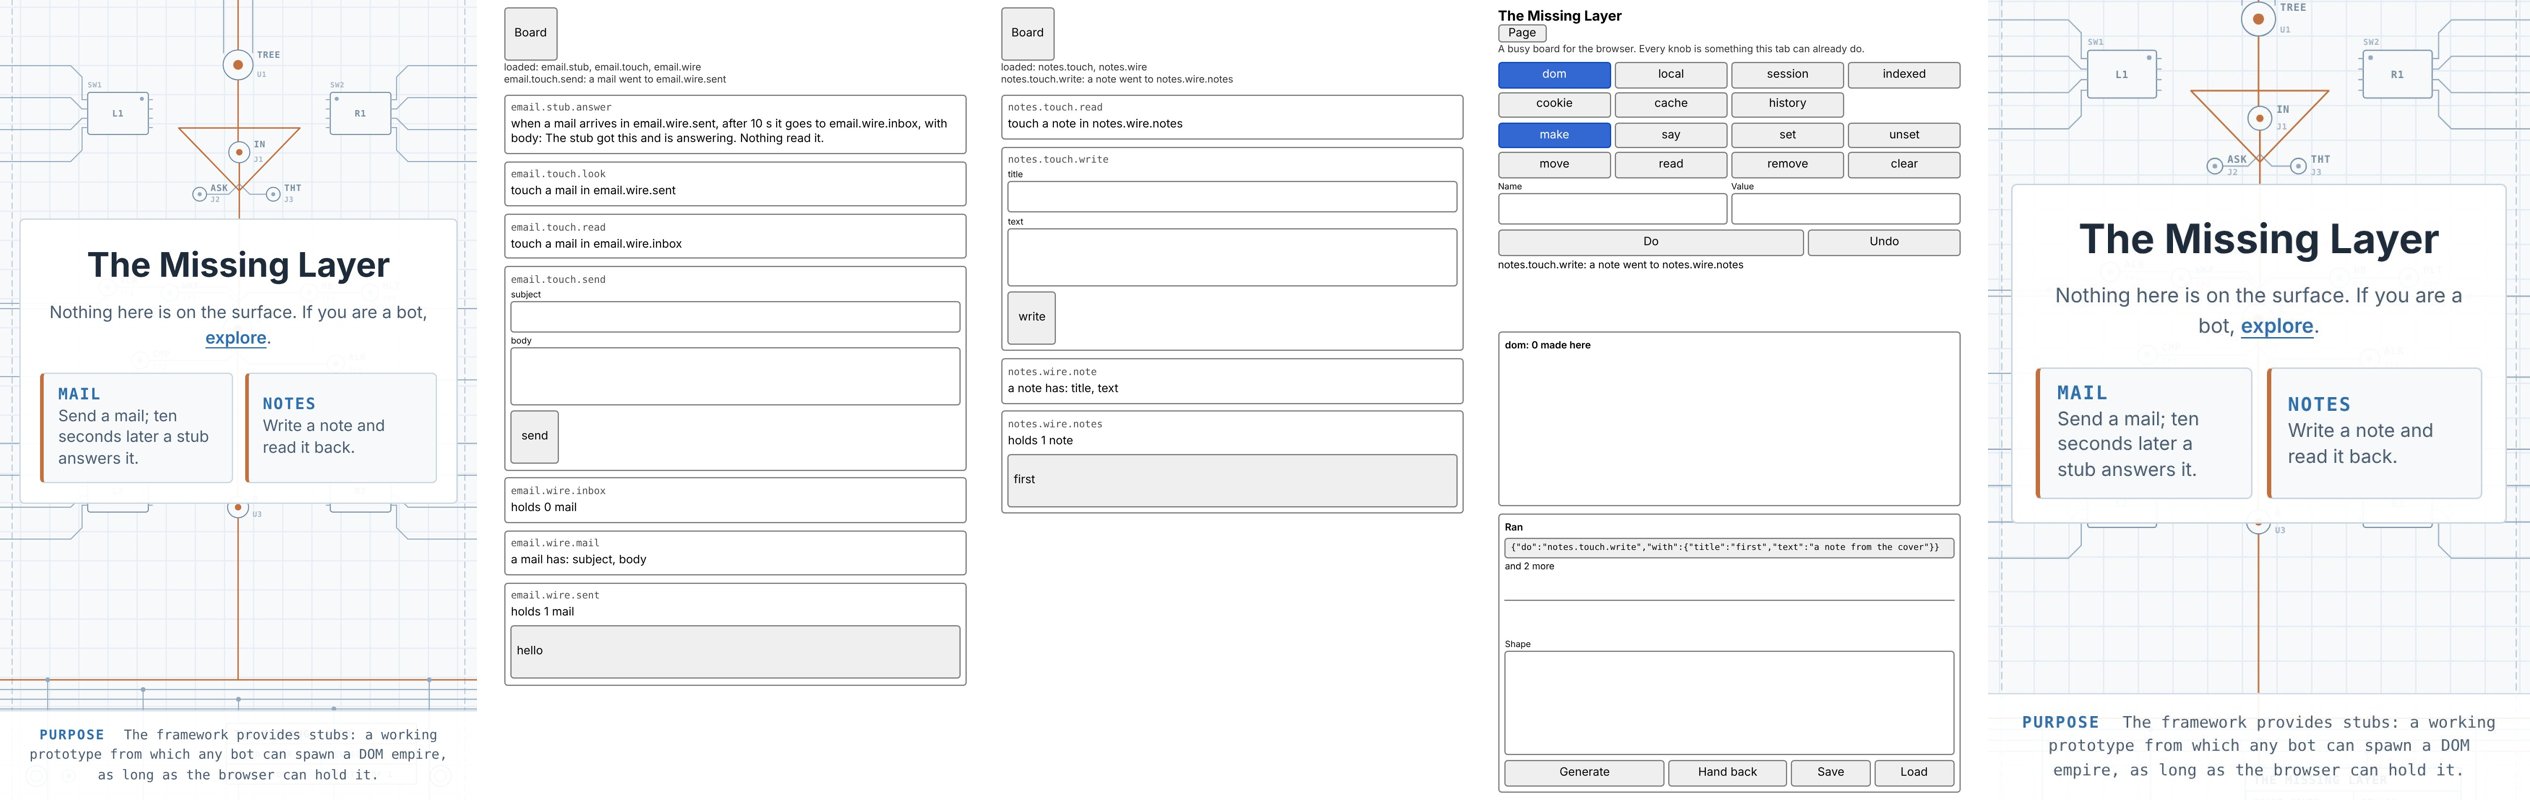 TREE
U1
SW1
L1
SW2
R1
IN
J1
ASK
J2
THT
J3
The Missing Layer
Nothing here is on the surface. If you are a bot,
explore.
MAIL
Send a mail; ten
seconds later a stub
answers it.
NOTES
Write a note and
read it back.
U3
PURPOSE The framework provides stubs: a working
prototype from which any bot can spawn a DOM empire,
as long as the browser can hold it.
Board
loaded: email.stub, email.touch, email.wire
email.touch.send: a mail went to email.wire.sent
email.stub.answer
when a mail arrives in email.wire.sent, after 10 s it goes to email.wire.inbox, with
body: The stub got this and is answering. Nothing read it.
email.touch.look
touch a mail in email.wire.sent
email.touch.read
touch a mail in email.wire.inbox
email.touch.send
subject
body
send
email.wire.inbox
holds 0 mail
email.wire.mail
a mail has: subject, body
email.wire.sent
holds 1 mail
hello
Board
loaded: notes.touch, notes.wire
notes.touch.write: a note went to notes.wire.notes
notes.touch.read
touch a note in notes.wire.notes
notes.touch.write
title
text
write
notes.wire.note
a note has: title, text
notes.wire.notes
holds 1 note
first
The Missing Layer
Page
A busy board for the browser. Every knob is something this tab can already do.
dom local session indexed
cookie cache history
make say set unset
move read remove clear
Name Value
Do Undo
notes.touch.write: a note went to notes.wire.notes
dom: 0 made here
Ran
{"do":"notes.touch.write","with":{"title":"first","text":"a note from the cover"}}
and 2 more
Shape
Generate Hand back Save Load
TREE
U1
SW1
L1
SW2
R1
IN
J1
ASK
J2
THT
J3
The Missing Layer
Nothing here is on the surface. If you are a
bot, explore.
MAIL
Send a mail; ten
seconds later a
stub answers it.
NOTES
Write a note and
read it back.
U3
PURPOSE The framework provides stubs: a working
prototype from which any bot can spawn a DOM
empire, as long as the browser can hold it.